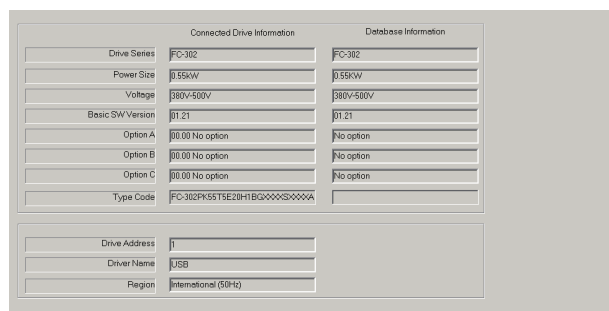 Connected Drive Information Database Information
Drive Series FC-302 FC-302
Power Size 0.55kW 0.55kW
Voltage 380V-500V 380V-500V
Basic SW Version 01.21 01.21
Option A 00.00 No option No option
Option B 00.00 No option No option
Option C 00.00 No option No option
Type Code FC-302PK55T5E20H1BGXXXXSXXXXA
Drive Address 1
Driver Name USB
Region International (50Hz)